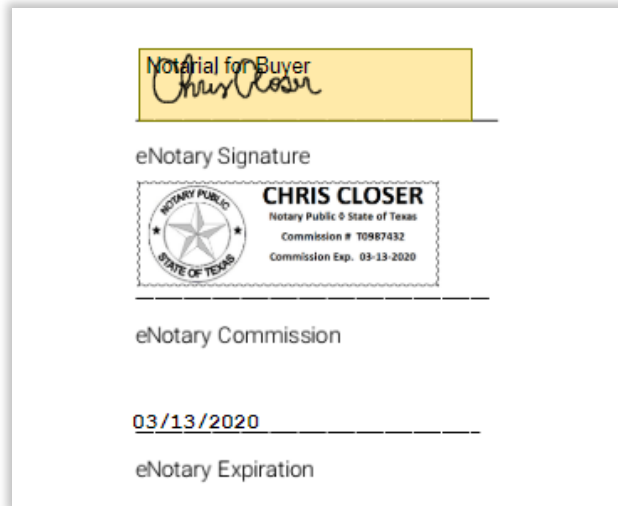 Notarial for Buyer
Chris Closer
eNotary Signature
NOTARY PUBLIC
STATE OF TEXAS
CHRIS CLOSER
Notary Public ◊ State of Texas
Commission # T0987432
Commission Exp. 03-13-2020
eNotary Commission
03/13/2020
eNotary Expiration